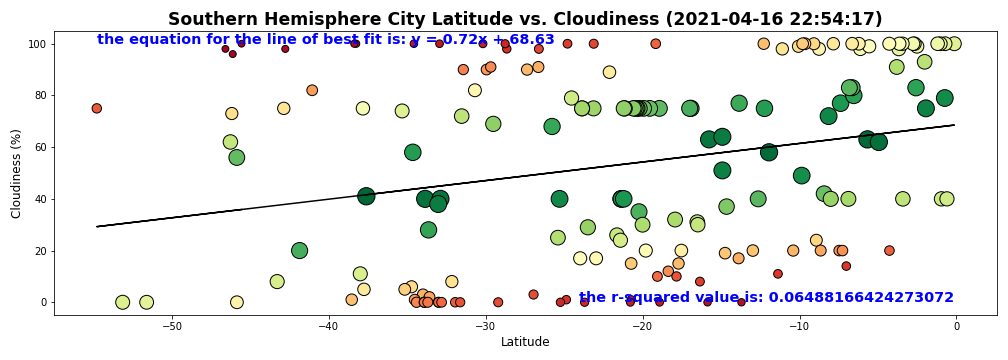 Southern Hemisphere City Latitude vs. Cloudiness (2021-04-16 22:54:17)
the equation for the line of best fit is: y = 0.72x + 68.63
100
80
60
40
20
0
Cloudiness (%)
the r-squared value is: 0.06488166424273072
−50
−40
−30
−20
−10
0
Latitude